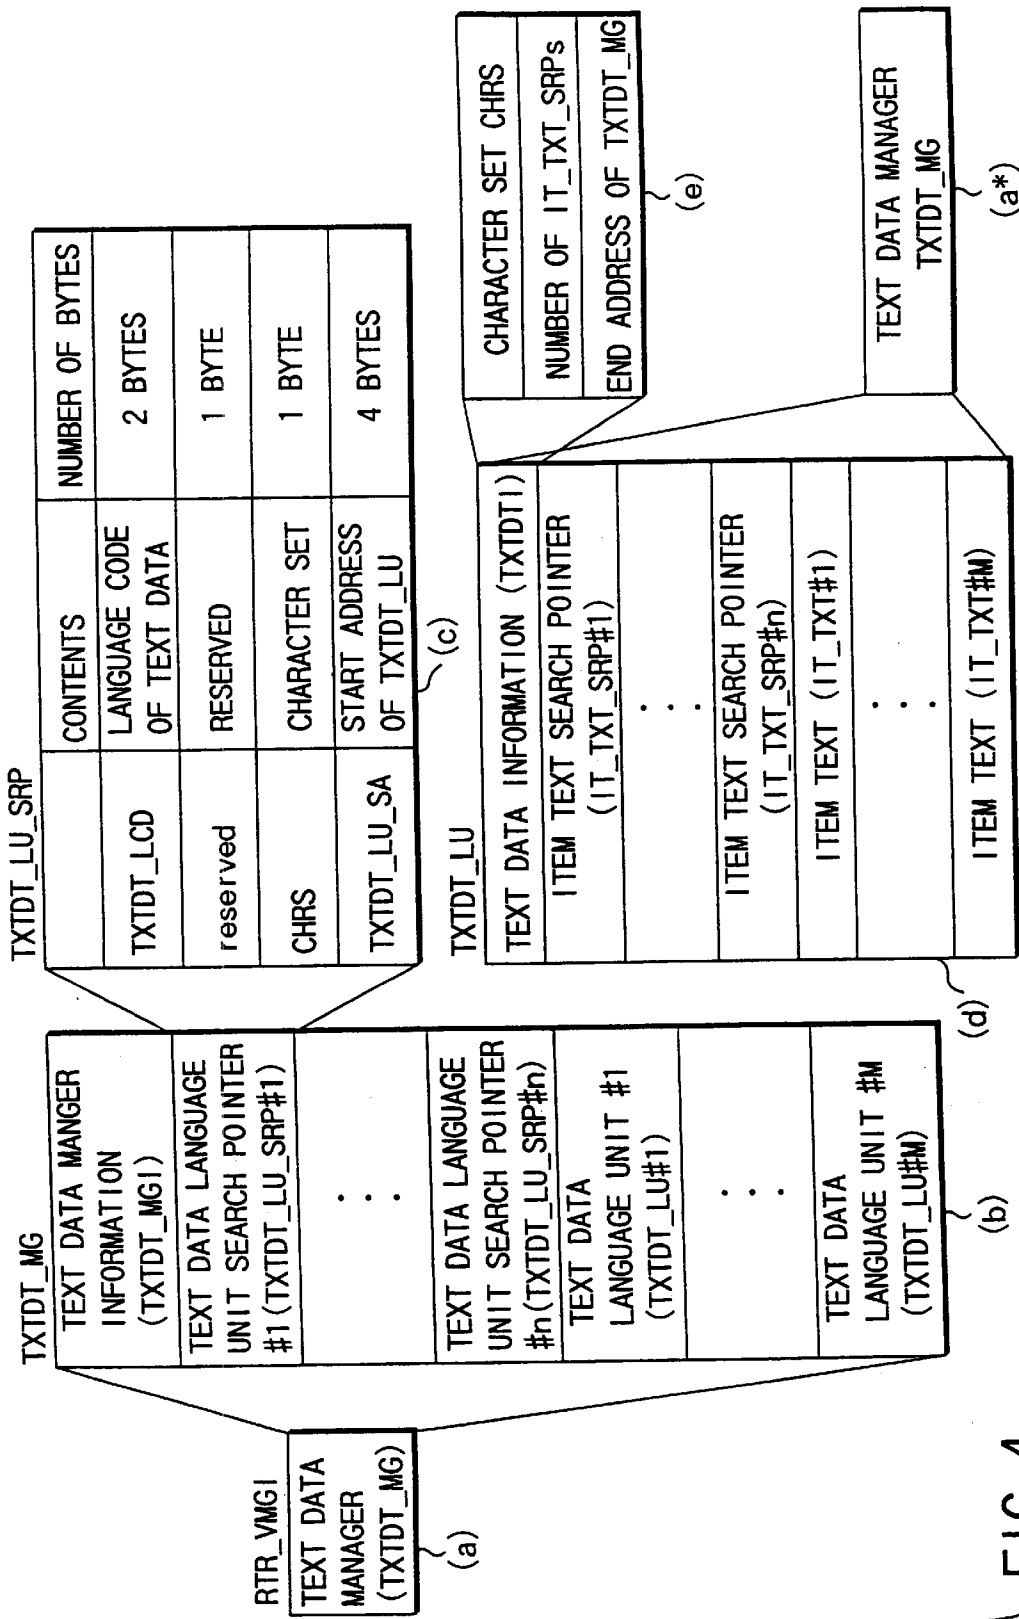 RTR_VMGI
TEXT DATA
MANAGER
(TXTDT_MG)
(a)
TXTDT_MG
TEXT DATA MANGER
INFORMATION
(TXTDT_MGI)
TEXT DATA LANGUAGE
UNIT SEARCH POINTER
#1(TXTDT_LU_SRP#1)
. . .
TEXT DATA LANGUAGE
UNIT SEARCH POINTER
#n(TXTDT_LU_SRP#n)
TEXT DATA
LANGUAGE UNIT #1
(TXTDT_LU#1)
. . .
TEXT DATA
LANGUAGE UNIT #M
(TXTDT_LU#M)
(b)
TXTDT_LU_SRP
CONTENTS NUMBER OF BYTES
TXTDT_LCD LANGUAGE CODE OF TEXT DATA 2 BYTES
reserved RESERVED 1 BYTE
CHRS CHARACTER SET 1 BYTE
TXTDT_LU_SA START ADDRESS OF TXTDT_LU 4 BYTES
(c)
TXTDT_LU
TEXT DATA INFORMATION (TXTDTI)
ITEM TEXT SEARCH POINTER
(IT_TXT_SRP#1)
. . .
ITEM TEXT SEARCH POINTER
(IT_TXT_SRP#n)
ITEM TEXT (IT_TXT#1)
. . .
ITEM TEXT (IT_TXT#M)
(d)
CHARACTER SET CHRS
NUMBER OF IT_TXT_SRPs
END ADDRESS OF TXTDT_MG
(e)
TEXT DATA MANAGER
TXTDT_MG
(a*)